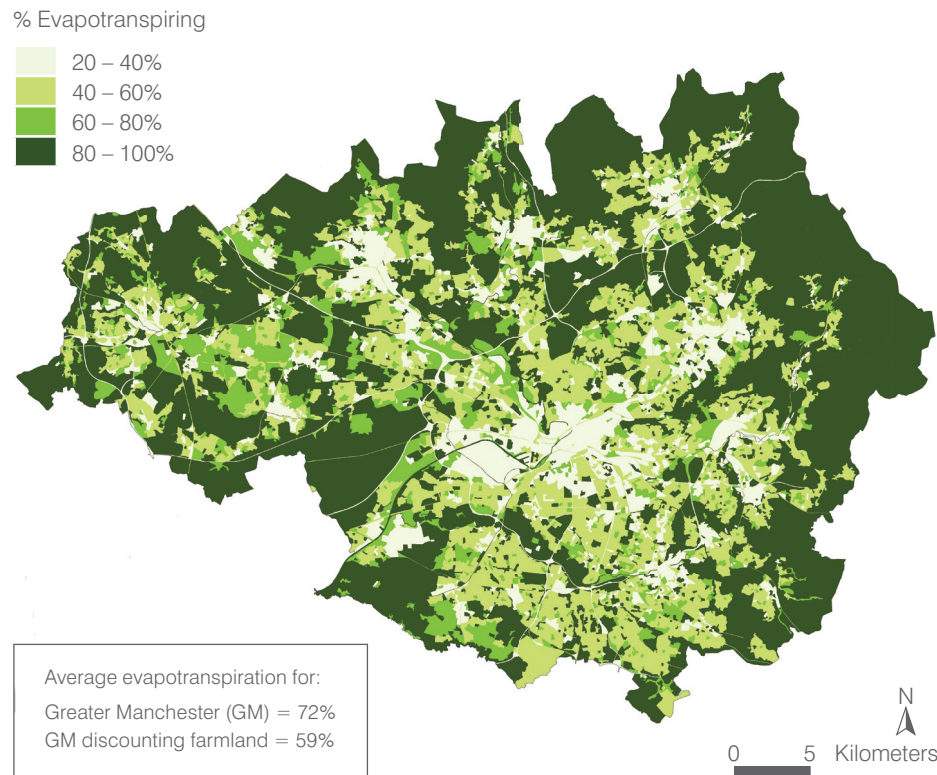 % Evapotranspiring
20 – 40%
40 – 60%
60 – 80%
80 – 100%
Average evapotranspiration for:
Greater Manchester (GM) = 72%
GM discounting farmland = 59%
N
0 5 Kilometers